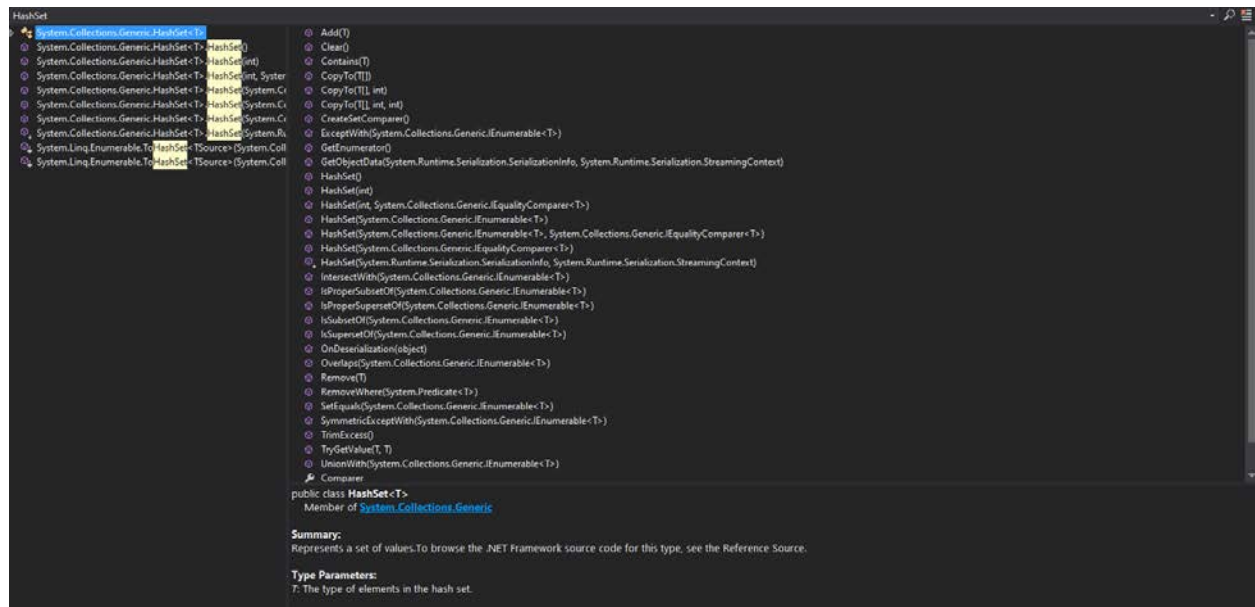 HashSet
System.Collections.Generic.HashSet<T>
System.Collections.Generic.HashSet<T>.HashSet()
System.Collections.Generic.HashSet<T>.HashSet(int)
System.Collections.Generic.HashSet<T>.HashSet(int, System
System.Collections.Generic.HashSet<T>.HashSet(System.Co
System.Collections.Generic.HashSet<T>.HashSet(System.Co
System.Collections.Generic.HashSet<T>.HashSet(System.Co
System.Collections.Generic.HashSet<T>.HashSet(System.Ru
System.Linq.Enumerable.ToHashSet<TSource>(System.Coll
System.Linq.Enumerable.ToHashSet<TSource>(System.Coll
Add(T)
Clear()
Contains(T)
CopyTo(T[])
CopyTo(T[], int)
CopyTo(T[], int, int)
CreateSetComparer()
ExceptWith(System.Collections.Generic.IEnumerable<T>)
GetEnumerator()
GetObjectData(System.Runtime.Serialization.SerializationInfo, System.Runtime.Serialization.StreamingContext)
HashSet()
HashSet(int)
HashSet(int, System.Collections.Generic.IEqualityComparer<T>)
HashSet(System.Collections.Generic.IEnumerable<T>)
HashSet(System.Collections.Generic.IEnumerable<T>, System.Collections.Generic.IEqualityComparer<T>)
HashSet(System.Collections.Generic.IEqualityComparer<T>)
HashSet(System.Runtime.Serialization.SerializationInfo, System.Runtime.Serialization.StreamingContext)
IntersectWith(System.Collections.Generic.IEnumerable<T>)
IsProperSubsetOf(System.Collections.Generic.IEnumerable<T>)
IsProperSupersetOf(System.Collections.Generic.IEnumerable<T>)
IsSubsetOf(System.Collections.Generic.IEnumerable<T>)
IsSupersetOf(System.Collections.Generic.IEnumerable<T>)
OnDeserialization(object)
Overlaps(System.Collections.Generic.IEnumerable<T>)
Remove(T)
RemoveWhere(System.Predicate<T>)
SetEquals(System.Collections.Generic.IEnumerable<T>)
SymmetricExceptWith(System.Collections.Generic.IEnumerable<T>)
TrimExcess()
TryGetValue(T, T)
UnionWith(System.Collections.Generic.IEnumerable<T>)
Comparer
public class HashSet<T>
Member of System.Collections.Generic
Summary:
Represents a set of values.To browse the .NET Framework source code for this type, see the Reference Source.
Type Parameters:
T: The type of elements in the hash set.